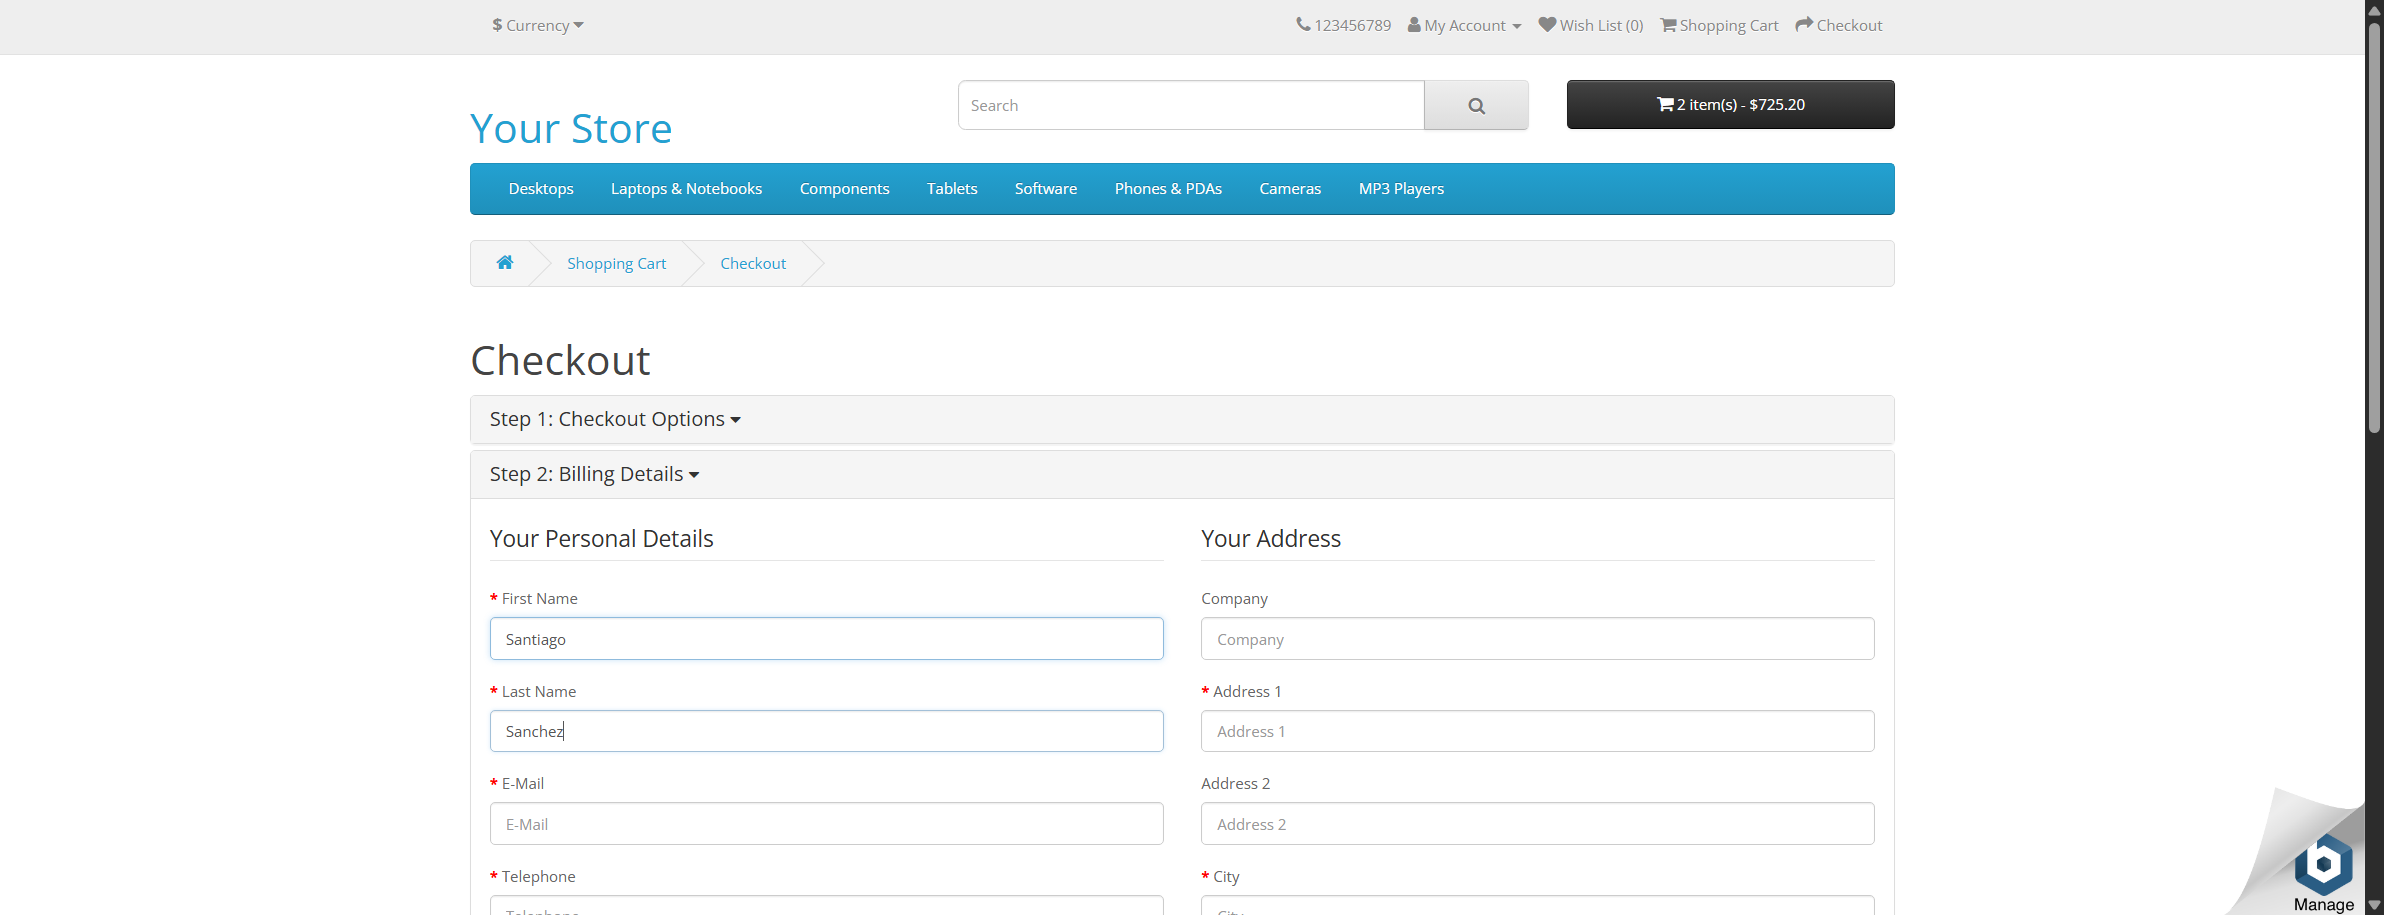 $ Currency
123456789 My Account Wish List (0) Shopping Cart Checkout
Your Store
Search
2 item(s) - $725.20
Desktops Laptops & Notebooks Components Tablets Software Phones & PDAs Cameras MP3 Players
Shopping Cart Checkout
Checkout
Step 1: Checkout Options
Step 2: Billing Details
Your Personal Details
* First Name
Santiago
* Last Name
Sanchez
* E-Mail
E-Mail
* Telephone
Telephone
Your Address
Company
Company
* Address 1
Address 1
Address 2
Address 2
* City
City
Manage